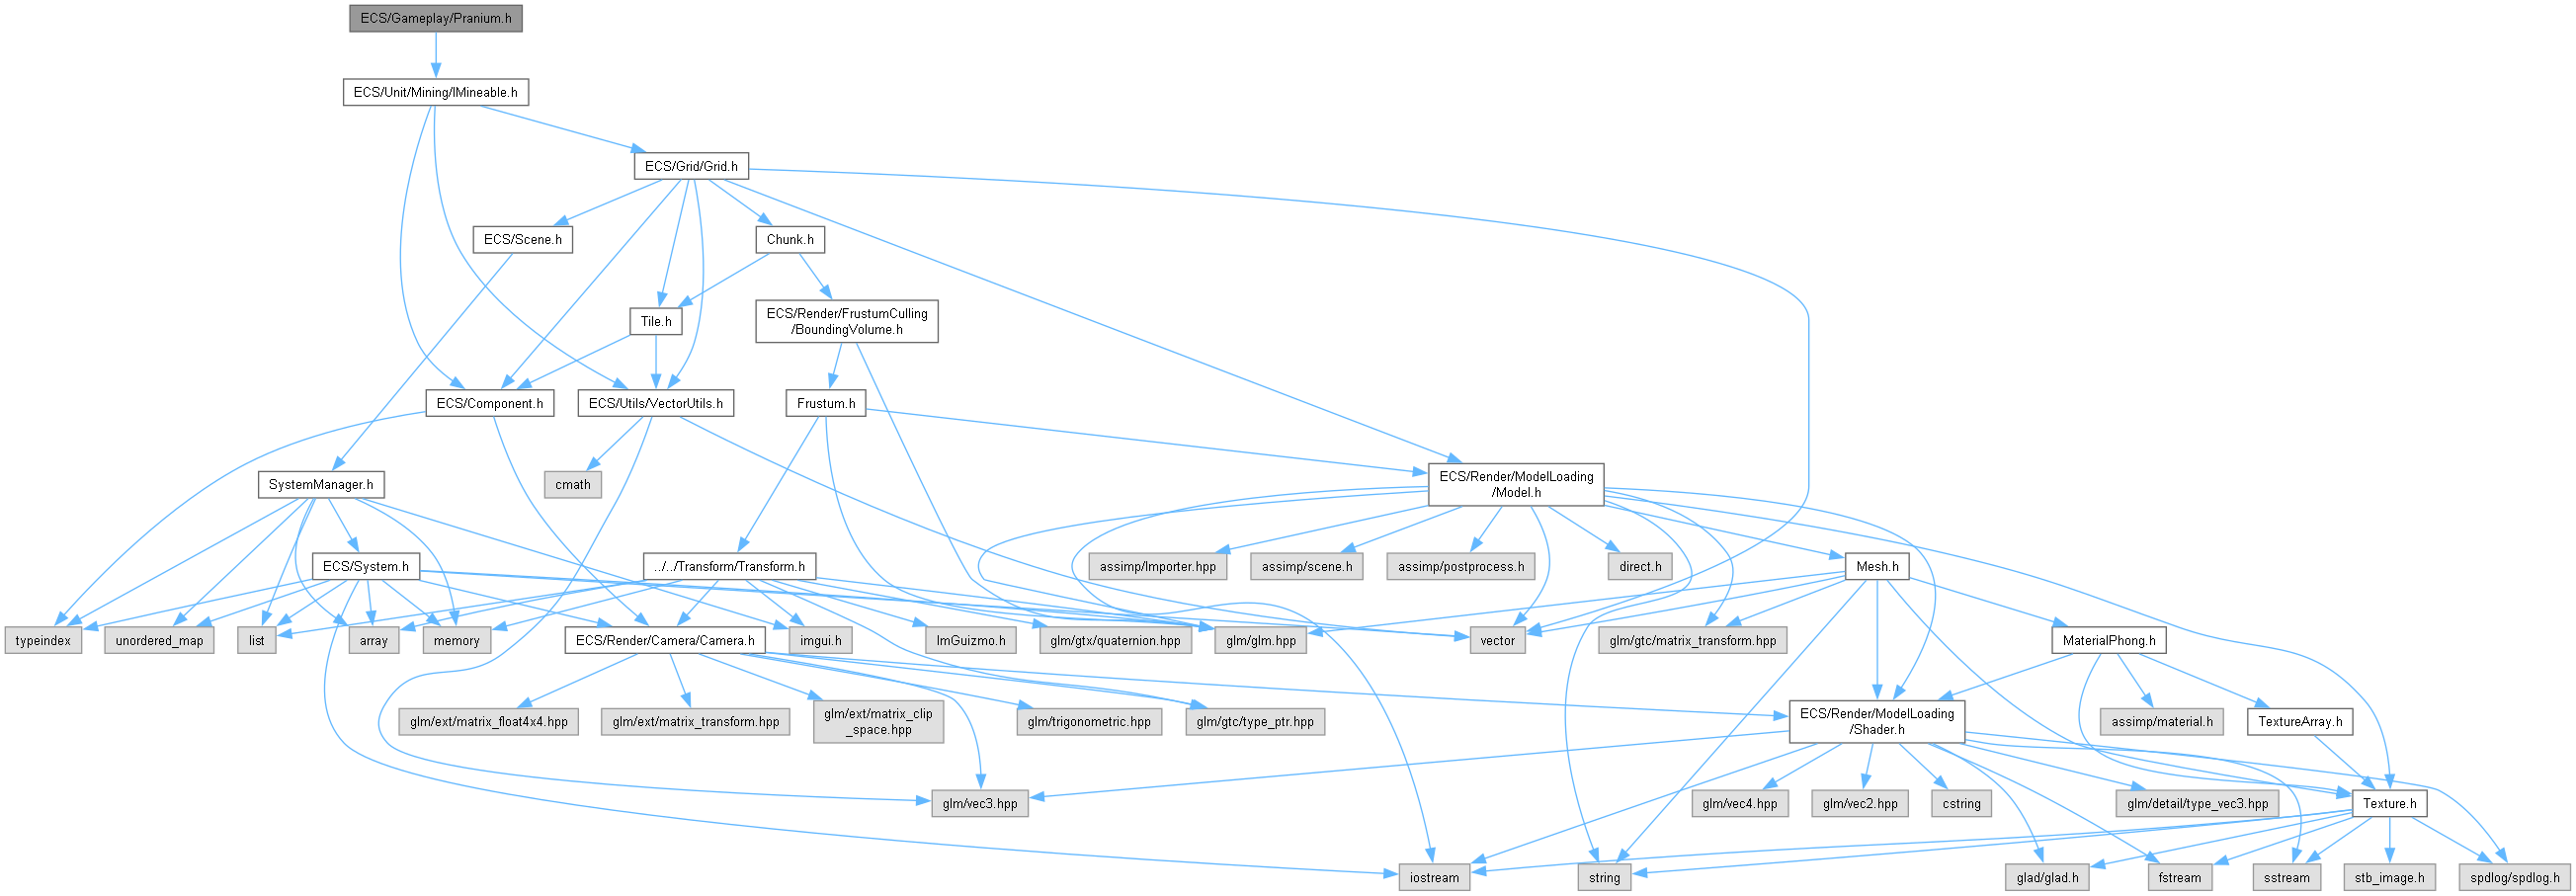 ECS/Gameplay/Pranium.h
ECS/Unit/Mining/IMineable.h
ECS/Grid/Grid.h
ECS/Scene.h
Chunk.h
Tile.h
ECS/Render/FrustumCulling
/BoundingVolume.h
ECS/Component.h
ECS/Utils/VectorUtils.h
Frustum.h
SystemManager.h
cmath
ECS/Render/ModelLoading
/Model.h
ECS/System.h
../../Transform/Transform.h
assimp/Importer.hpp
assimp/scene.h
assimp/postprocess.h
direct.h
Mesh.h
typeindex
unordered_map
list
array
memory
ECS/Render/Camera/Camera.h
imgui.h
ImGuizmo.h
glm/gtx/quaternion.hpp
glm/glm.hpp
vector
glm/gtc/matrix_transform.hpp
MaterialPhong.h
glm/ext/matrix_float4x4.hpp
glm/ext/matrix_transform.hpp
glm/ext/matrix_clip
_space.hpp
glm/trigonometric.hpp
glm/gtc/type_ptr.hpp
ECS/Render/ModelLoading
/Shader.h
assimp/material.h
TextureArray.h
glm/vec3.hpp
glm/vec4.hpp
glm/vec2.hpp
cstring
glm/detail/type_vec3.hpp
Texture.h
iostream
string
glad/glad.h
fstream
sstream
stb_image.h
spdlog/spdlog.h